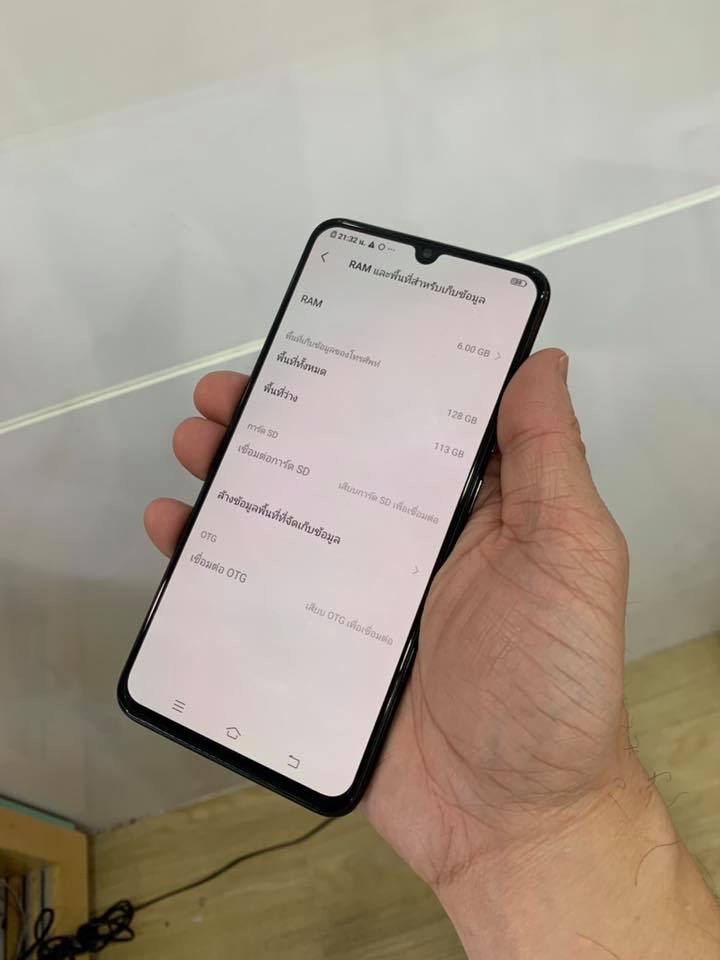 21:32 น.
RAM และพื้นที่สำหรับเก็บข้อมูล
RAM
6.00 GB
พื้นที่เก็บข้อมูลของโทรศัพท์
พื้นที่ทั้งหมด
128 GB
พื้นที่ว่าง
113 GB
การ์ด SD
เชื่อมต่อการ์ด SD
เสียบการ์ด SD เพื่อเชื่อมต่อ
ล้างข้อมูลพื้นที่ที่จัดเก็บข้อมูล
OTG
เชื่อมต่อ OTG
เสียบ OTG เพื่อเชื่อมต่อ